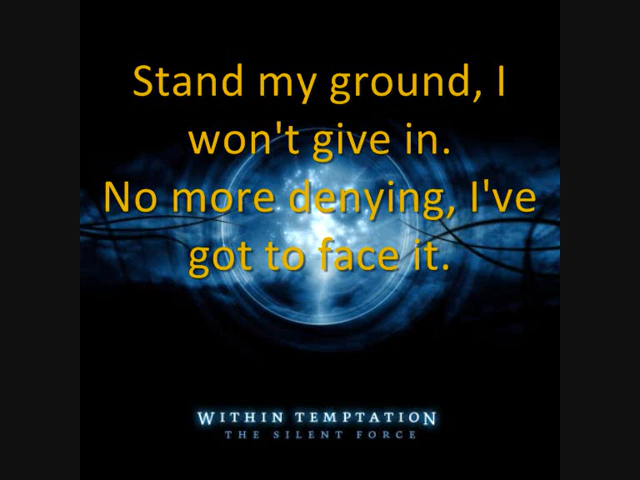 Stand my ground, I
won't give in.
No more denying, I've
got to face it.
WITHIN TEMPTATION
THE SILENT FORCE